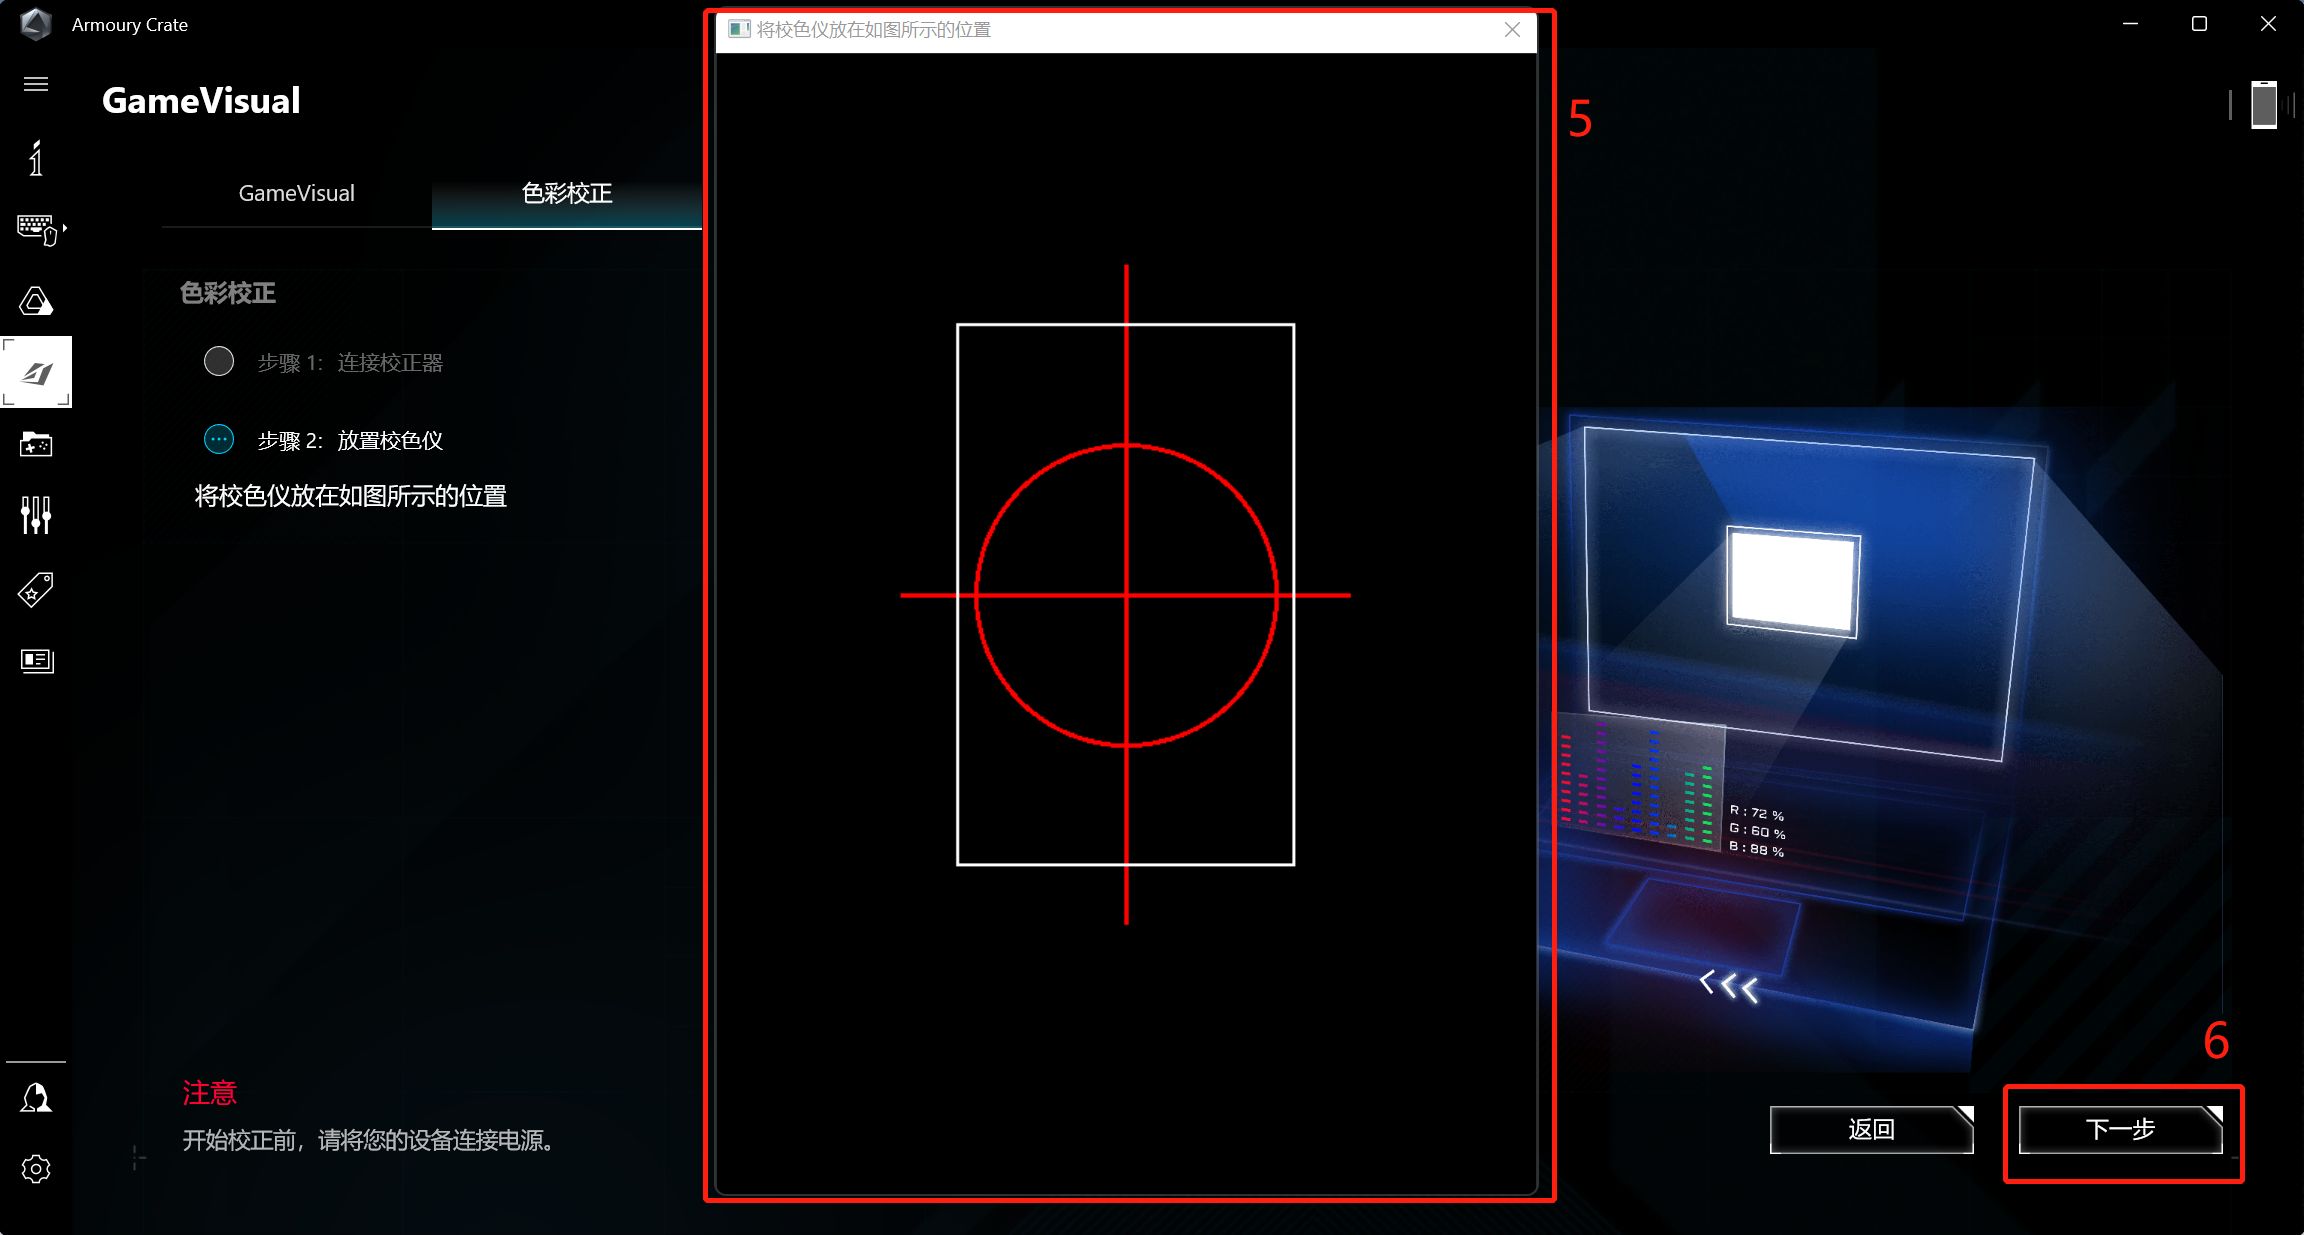 Armoury Crate
将校色仪放在如图所示的位置
GameVisual
5
GameVisual
色彩校正
色彩校正
步骤 1：连接校正器
步骤 2：放置校色仪
将校色仪放在如图所示的位置
R : 72 %
G : 60 %
B : 88 %
6
注意
开始校正前，请将您的设备连接电源。
返回
下一步